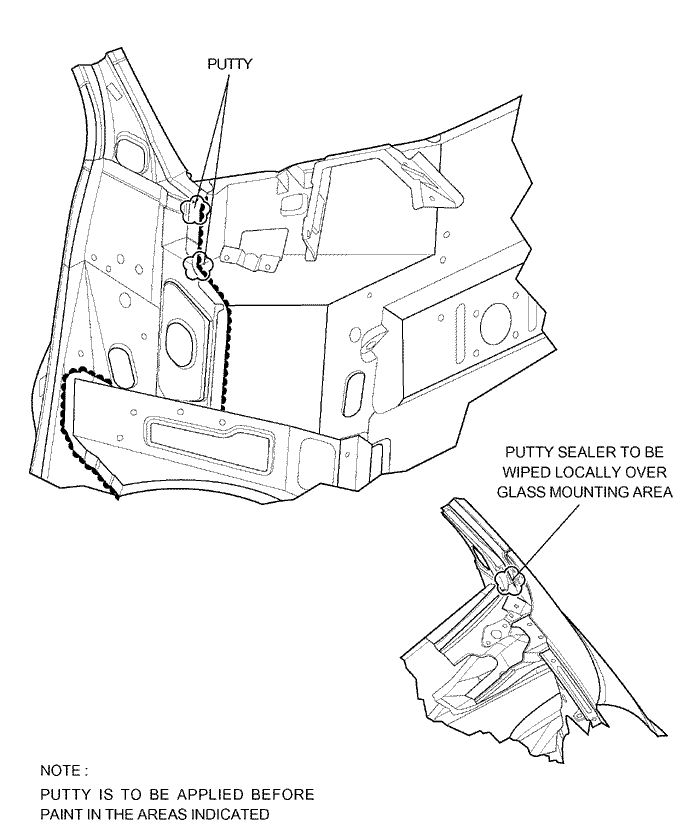 PUTTY
PUTTY SEALER TO BE
WIPED LOCALLY OVER
GLASS MOUNTING AREA
NOTE :
PUTTY IS TO BE APPLIED BEFORE
PAINT IN THE AREAS INDICATED